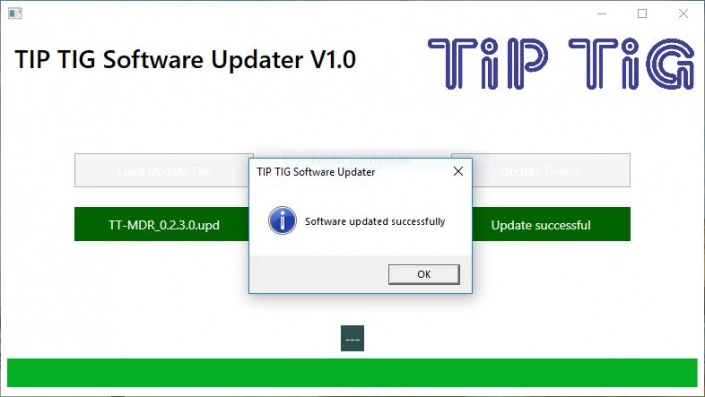 TIP TIG Software Updater V1.0
TiP TiG
Load Update File
Update Device
TIP TIG Software Updater
Software updated successfully
TT-MDR_0.2.3.0.upd
Update successful
OK
---